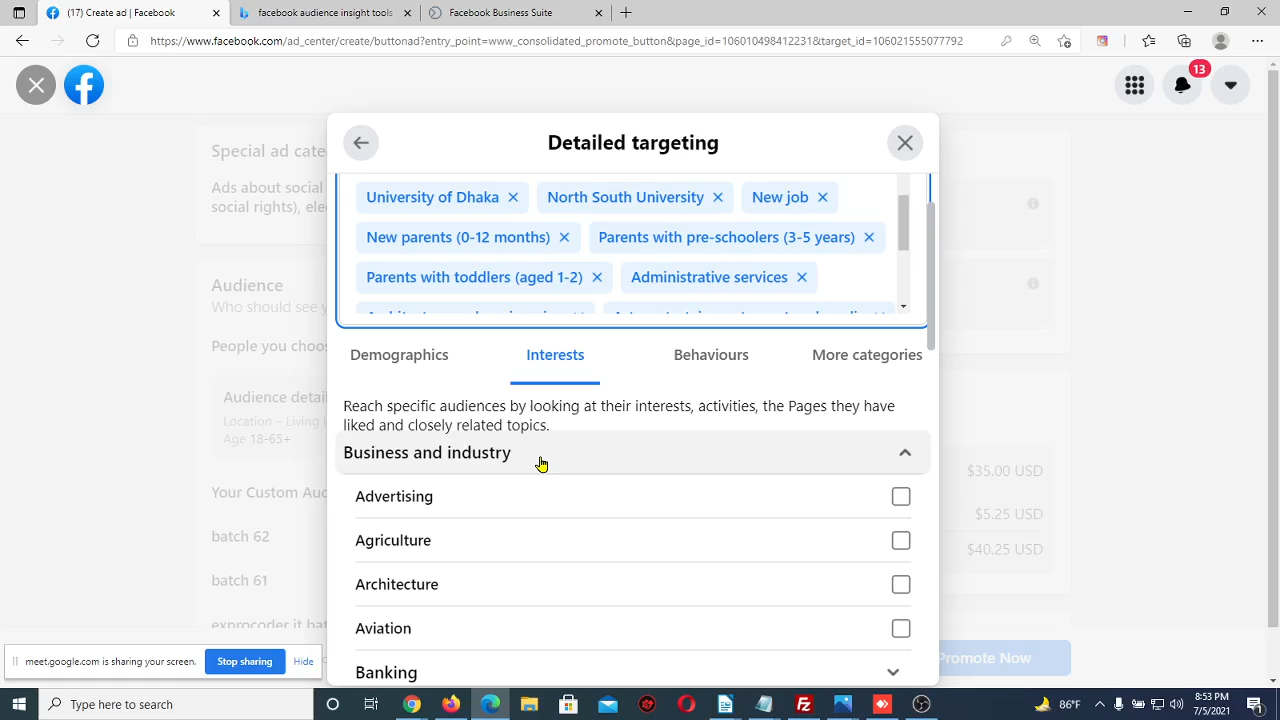 (17) Create ad | Facebook
facebook audience inside tools
Facebook Business Suite
https://www.facebook.com/ad_center/create/buttonad?entry_point=www_consolidated_promote_button&page_id=106010498412231&target_id=106021555077792
13
Special ad cate
Ads about social
social rights), ele
Detailed targeting
University of Dhaka
North South University
New job
New parents (0-12 months)
Parents with pre-schoolers (3-5 years)
Parents with toddlers (aged 1-2)
Administrative services
Audience
Who should see y
People you choos
Audience detail
Location – Living i
Age 18-65+
Your Custom Aud
batch 62
batch 61
exprocoder it bat
Demographics
Interests
Behaviours
More categories
Reach specific audiences by looking at their interests, activities, the Pages they have
liked and closely related topics.
Business and industry
Advertising
Agriculture
Architecture
Aviation
Banking
$35.00 USD
$5.25 USD
$40.25 USD
Promote Now
meet.google.com is sharing your screen.
Stop sharing
Hide
Type here to search
86°F
8:53 PM
7/5/2021